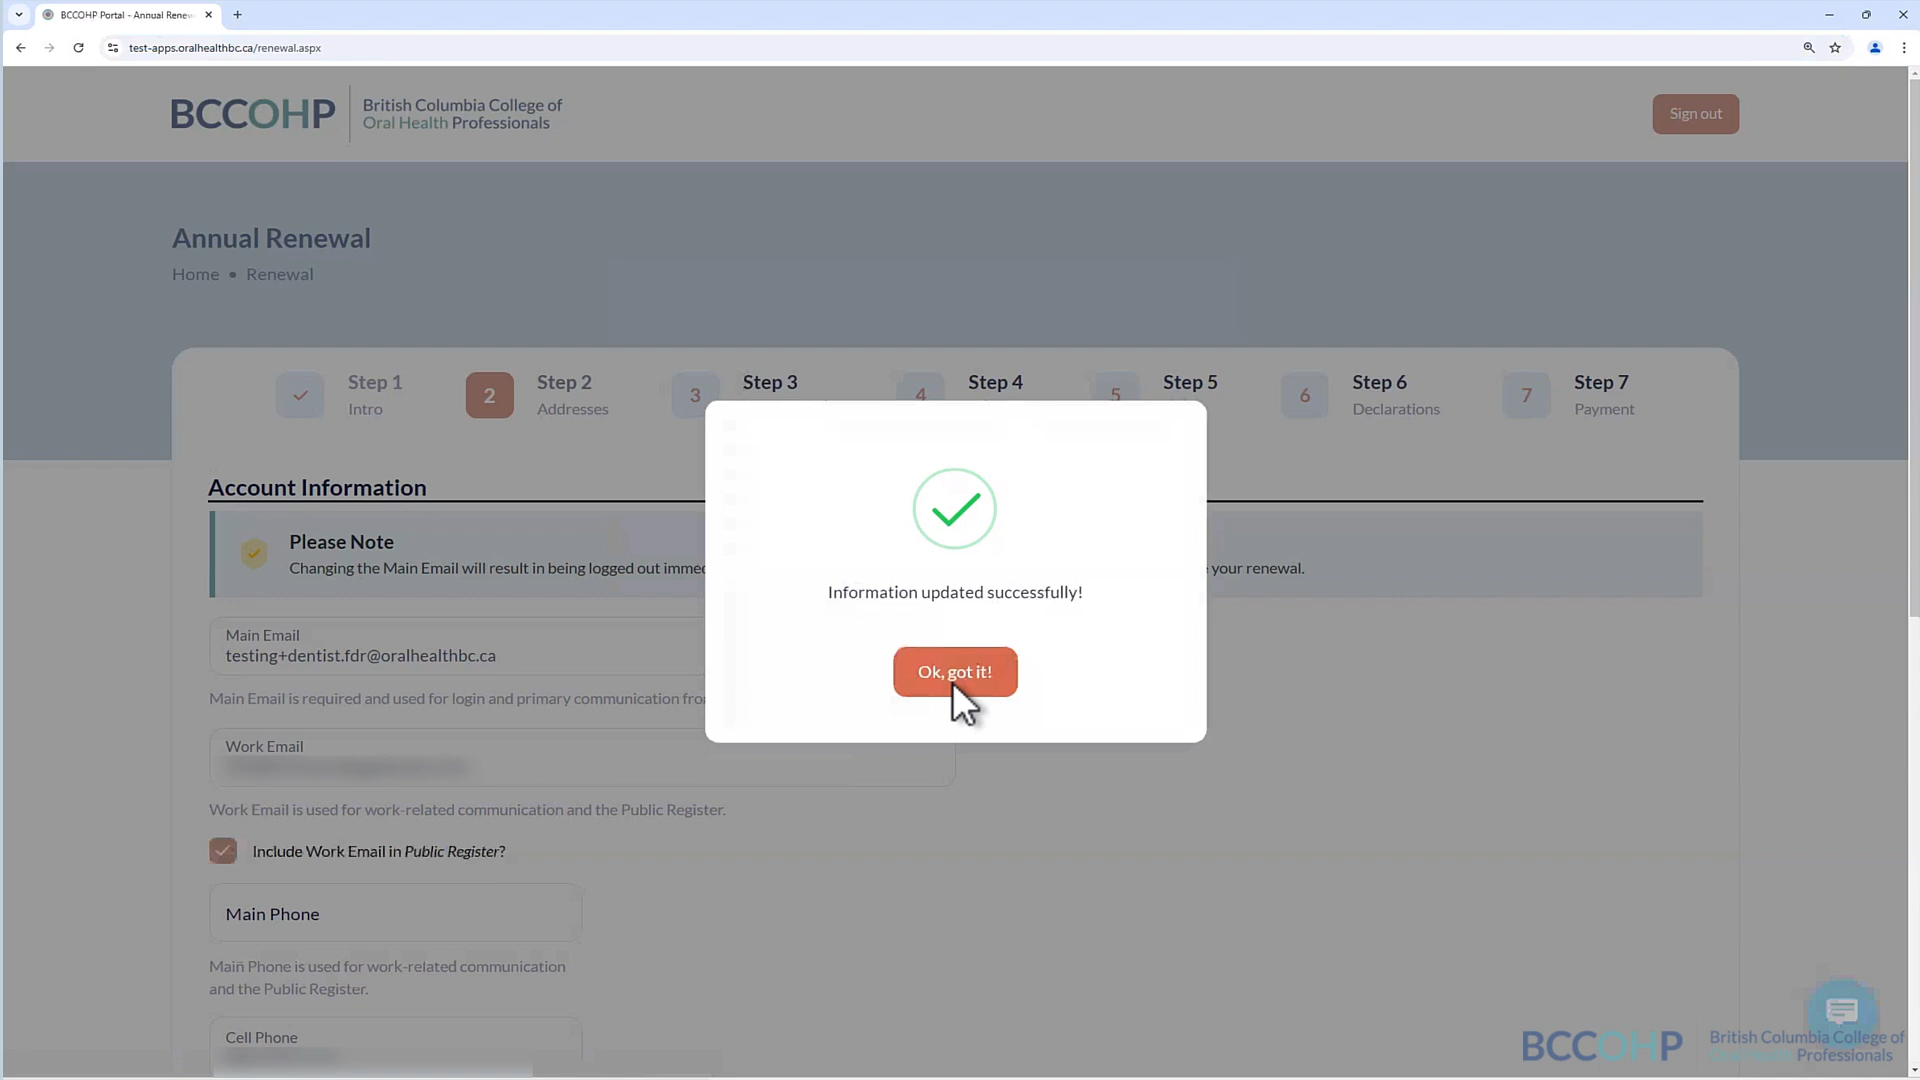 BCCOHP Portal - Annual Renew
test-apps.oralhealthbc.ca/renewal.aspx
BCCOHP
British Columbia College of
Oral Health Professionals
Sign out
Annual Renewal
Home • Renewal
Step 1
Intro
2
Step 2
Addresses
3
Step 3
4
Step 4
5
Step 5
6
Step 6
Declarations
7
Step 7
Payment
Account Information
Please Note
Changing the Main Email will result in being logged out
your renewal.
Information updated successfully!
Ok, got it!
Main Email
testing+dentist.fdr@oralhealthbc.ca
Main Email is required and used for login and primary communication
Work Email
Work Email is used for work-related communication and the Public Register.
Include Work Email in Public Register?
Main Phone
Main Phone is used for work-related communication
and the Public Register.
Cell Phone
BCCOHP
British Columbia College of
Professionals